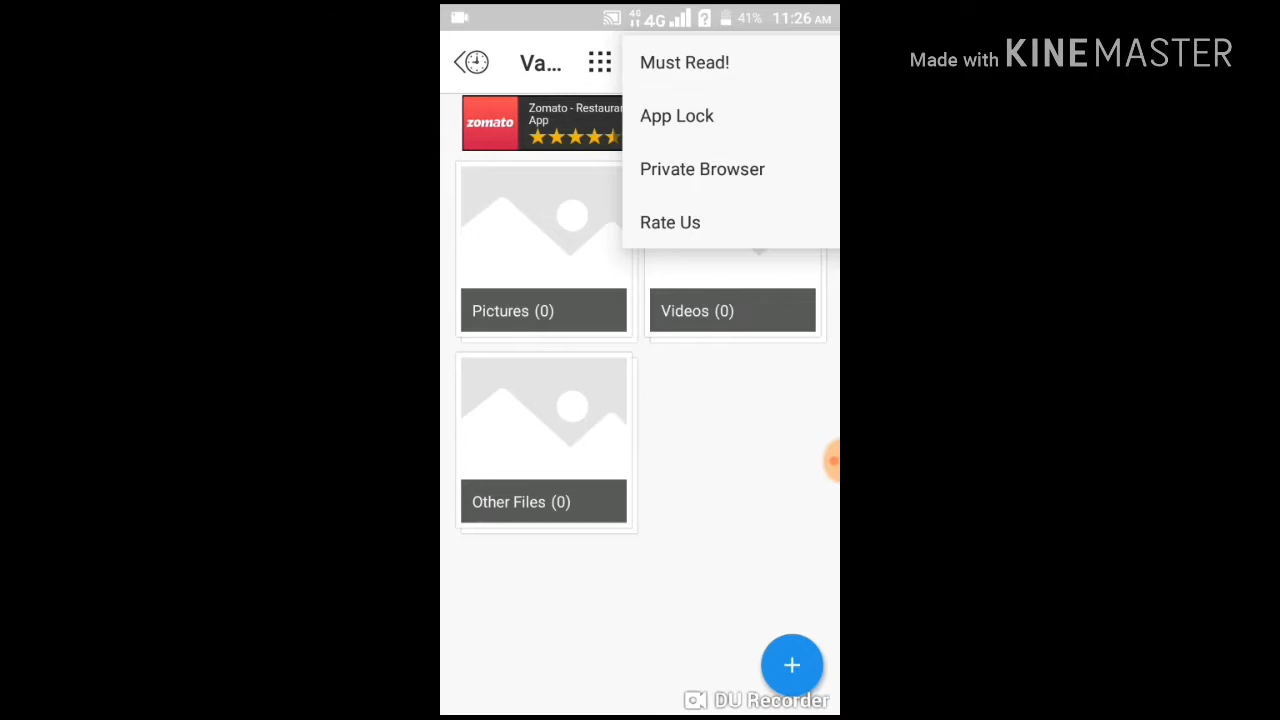 4G
4G
41%
11:26 AM
Made with KINEMASTER
Va...
Must Read!
App Lock
Private Browser
Rate Us
zomato
Zomato -
App
Pictures (0)
Videos (0)
Other Files (0)
+
DU Recorder